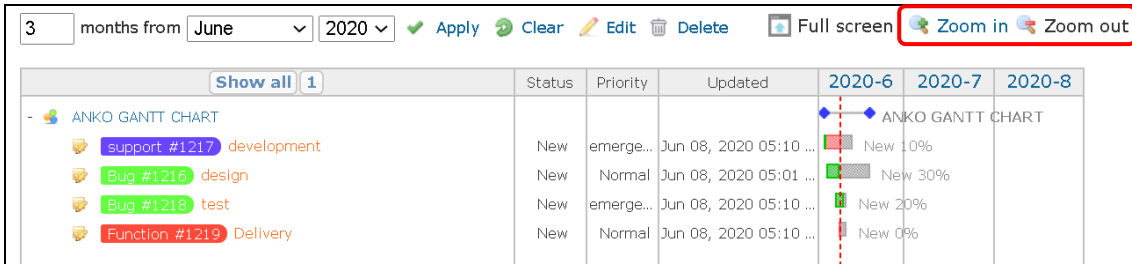 3 months from June 2020 Apply Clear Edit Delete Full screen Zoom in Zoom out
Show all 1 Status Priority Updated 2020-6 2020-7 2020-8
- ANKO GANTT CHART ANKO GANTT CHART
support #1217 development New emerge... Jun 08, 2020 05:10 ... New 10%
Bug #1216 design New Normal Jun 08, 2020 05:01 ... New 30%
Bug #1218 test New emerge... Jun 08, 2020 05:10 ... New 20%
Function #1219 Delivery New Normal Jun 08, 2020 05:10 ... New 0%